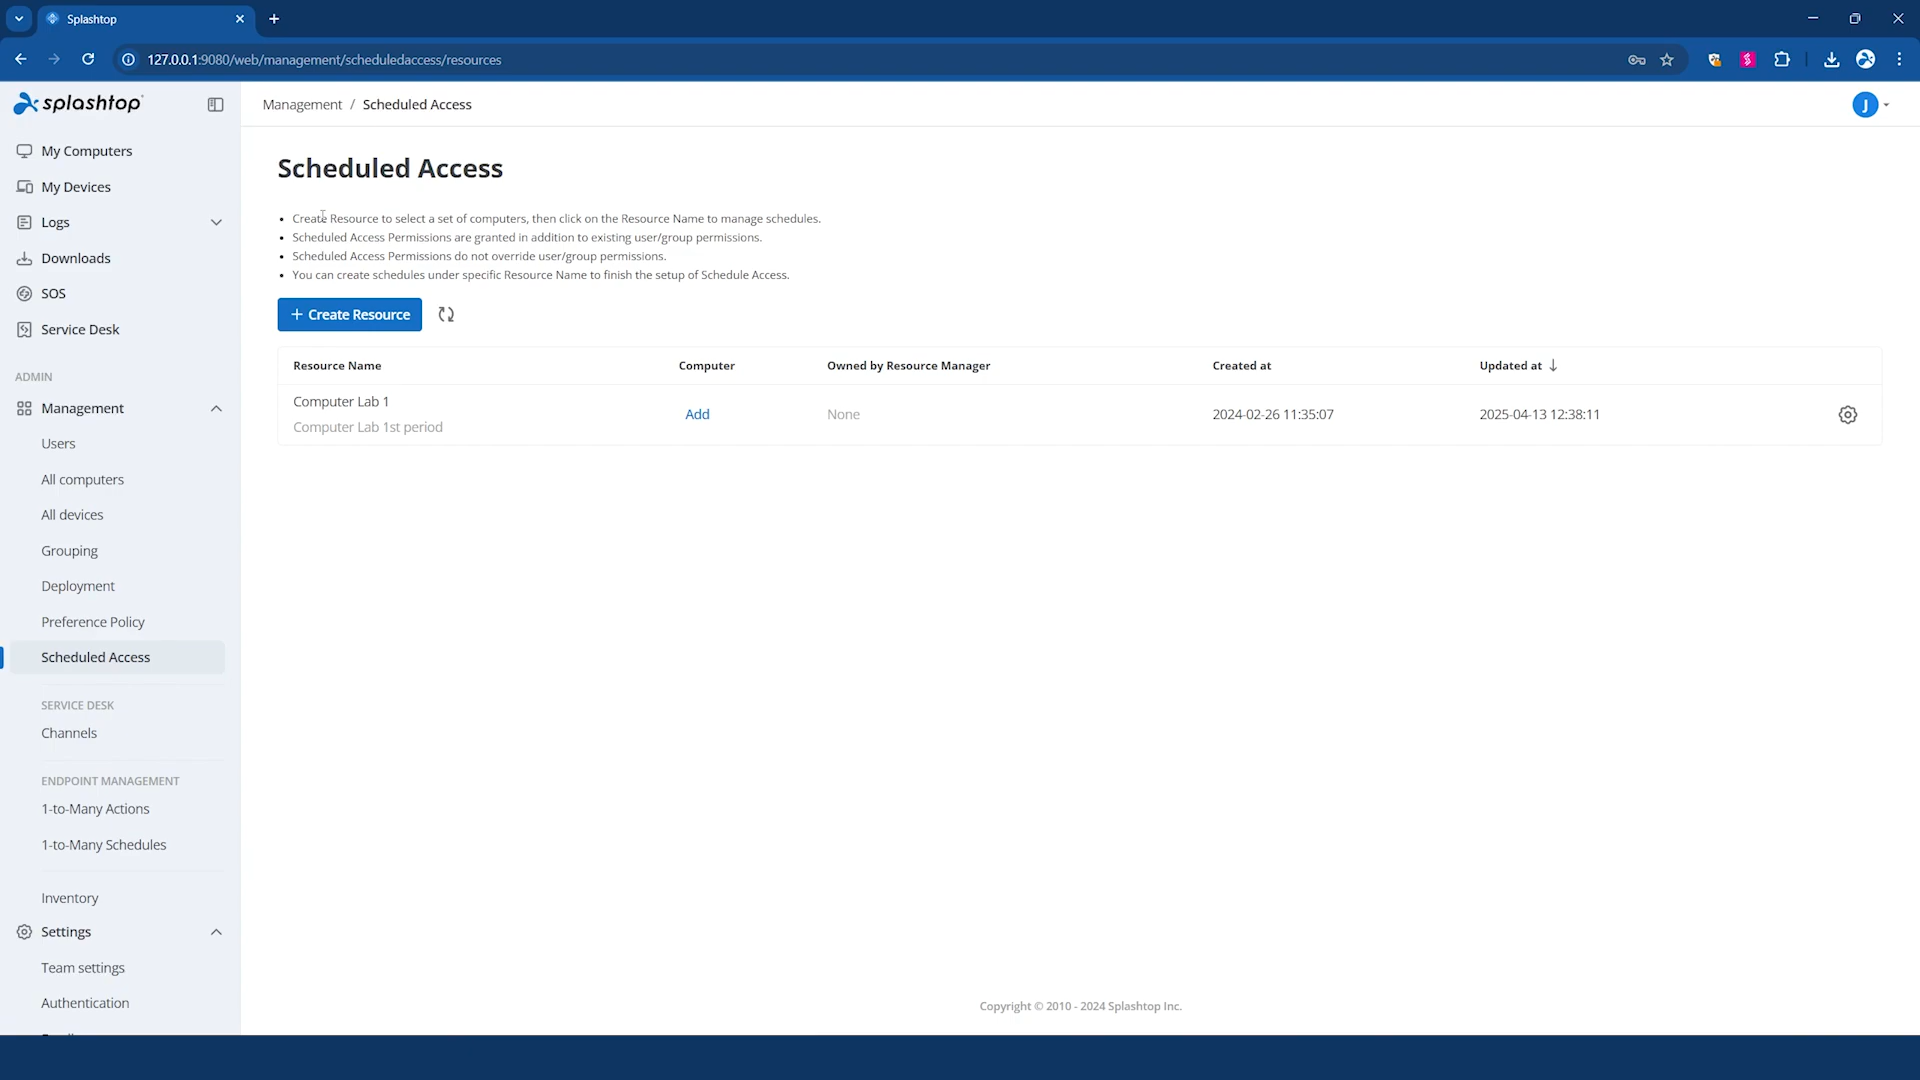 Splashtop
127.0.0.1:9080/web/management/scheduledaccess/resources
splashtop
Management / Scheduled Access
J
My Computers
My Devices
Logs
Downloads
SOS
Service Desk
ADMIN
Management
Users
All computers
All devices
Grouping
Deployment
Preference Policy
Scheduled Access
SERVICE DESK
Channels
ENDPOINT MANAGEMENT
1-to-Many Actions
1-to-Many Schedules
Inventory
Settings
Team settings
Authentication
Scheduled Access
• Create Resource to select a set of computers, then click on the Resource Name to manage schedules.
• Scheduled Access Permissions are granted in addition to existing user/group permissions.
• Scheduled Access Permissions do not override user/group permissions.
• You can create schedules under specific Resource Name to finish the setup of Schedule Access.
+ Create Resource
Resource Name Computer Owned by Resource Manager Created at Updated at ↓
Computer Lab 1
Computer Lab 1st period
Add None 2024-02-26 11:35:07 2025-04-13 12:38:11
Copyright © 2010 - 2024 Splashtop Inc.